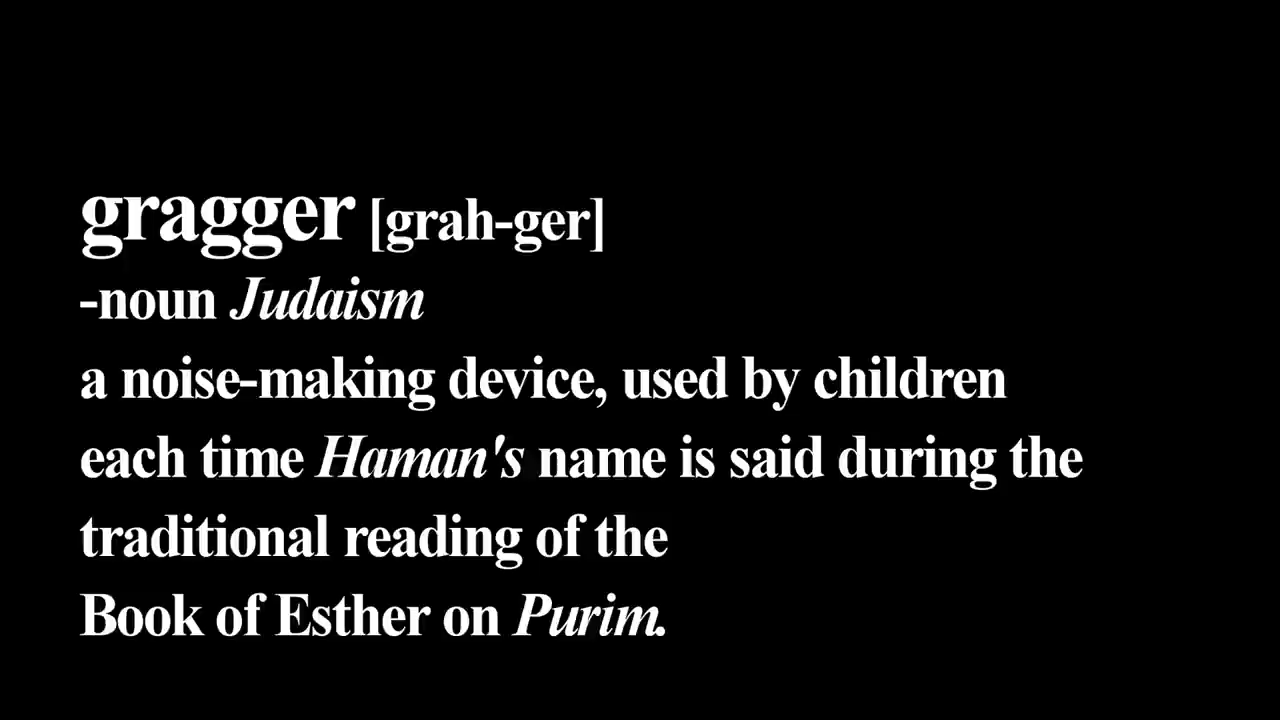 gragger [grah-ger]
-noun Judaism
a noise-making device, used by children
each time Haman's name is said during the
traditional reading of the
Book of Esther on Purim.